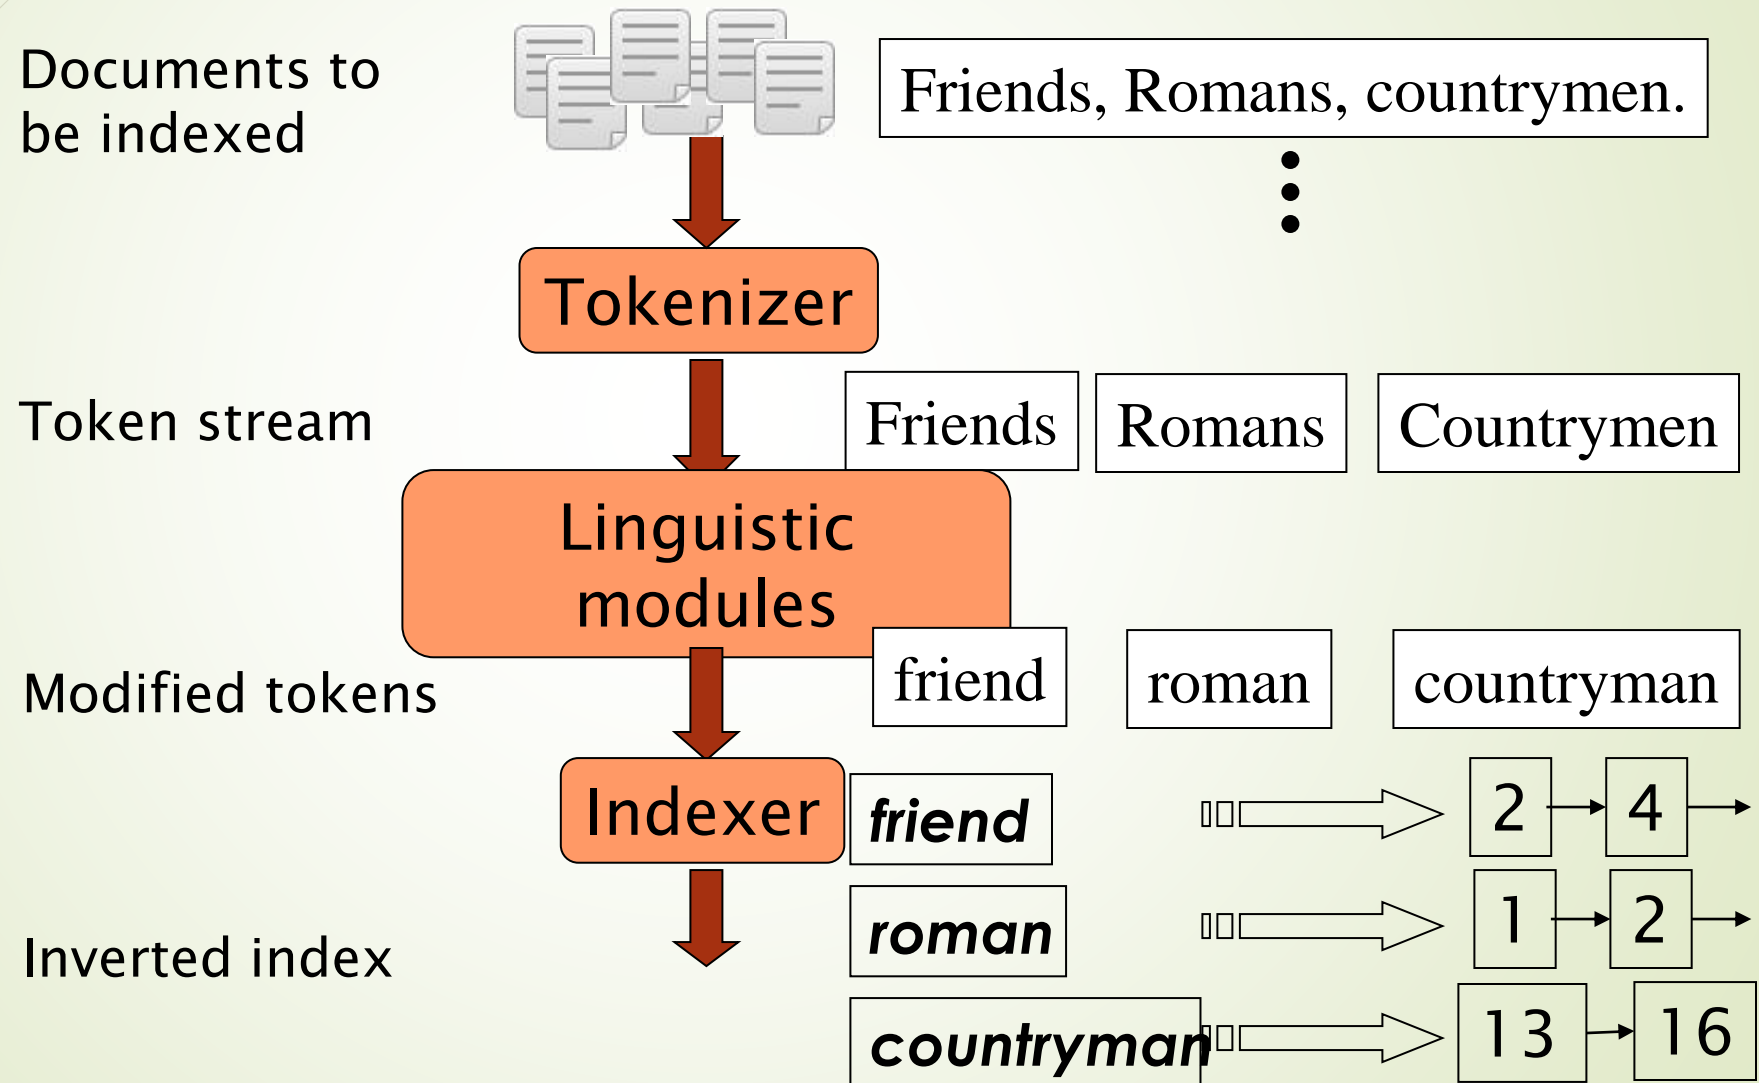 Documents to
be indexed
Friends, Romans, countrymen.
Tokenizer
Token stream
Friends
Romans
Countrymen
Linguistic
modules
Modified tokens
friend
roman
countryman
Indexer
friend
2
4
roman
1
2
Inverted index
countryman
13
16